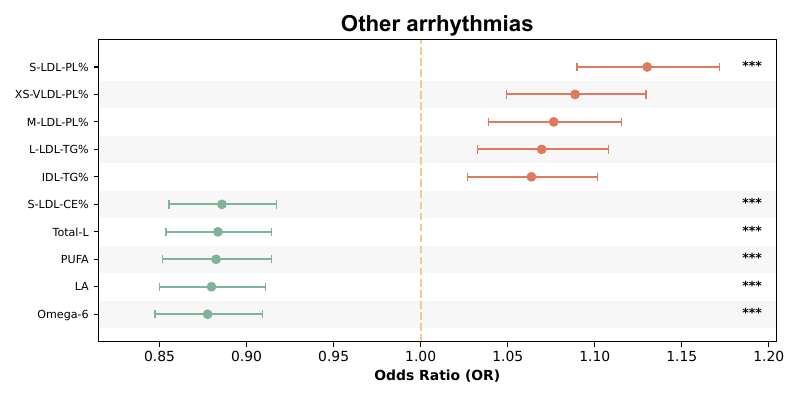 Other arrhythmias
S-LDL-PL% ***
XS-VLDL-PL%
M-LDL-PL%
L-LDL-TG%
IDL-TG%
S-LDL-CE% ***
Total-L ***
PUFA ***
LA ***
Omega-6 ***
0.85 0.90 0.95 1.00 1.05 1.10 1.15 1.20
Odds Ratio (OR)